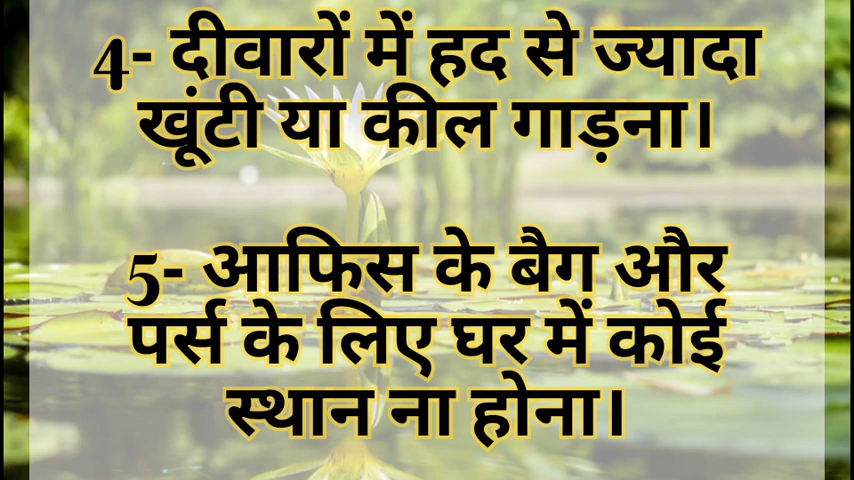 4- दीवारों में हद से ज्यादा
खूंटी या कील गाड़ना।
5- आफिस के बैग और
पर्स के लिए घर में कोई
स्थान ना होना।